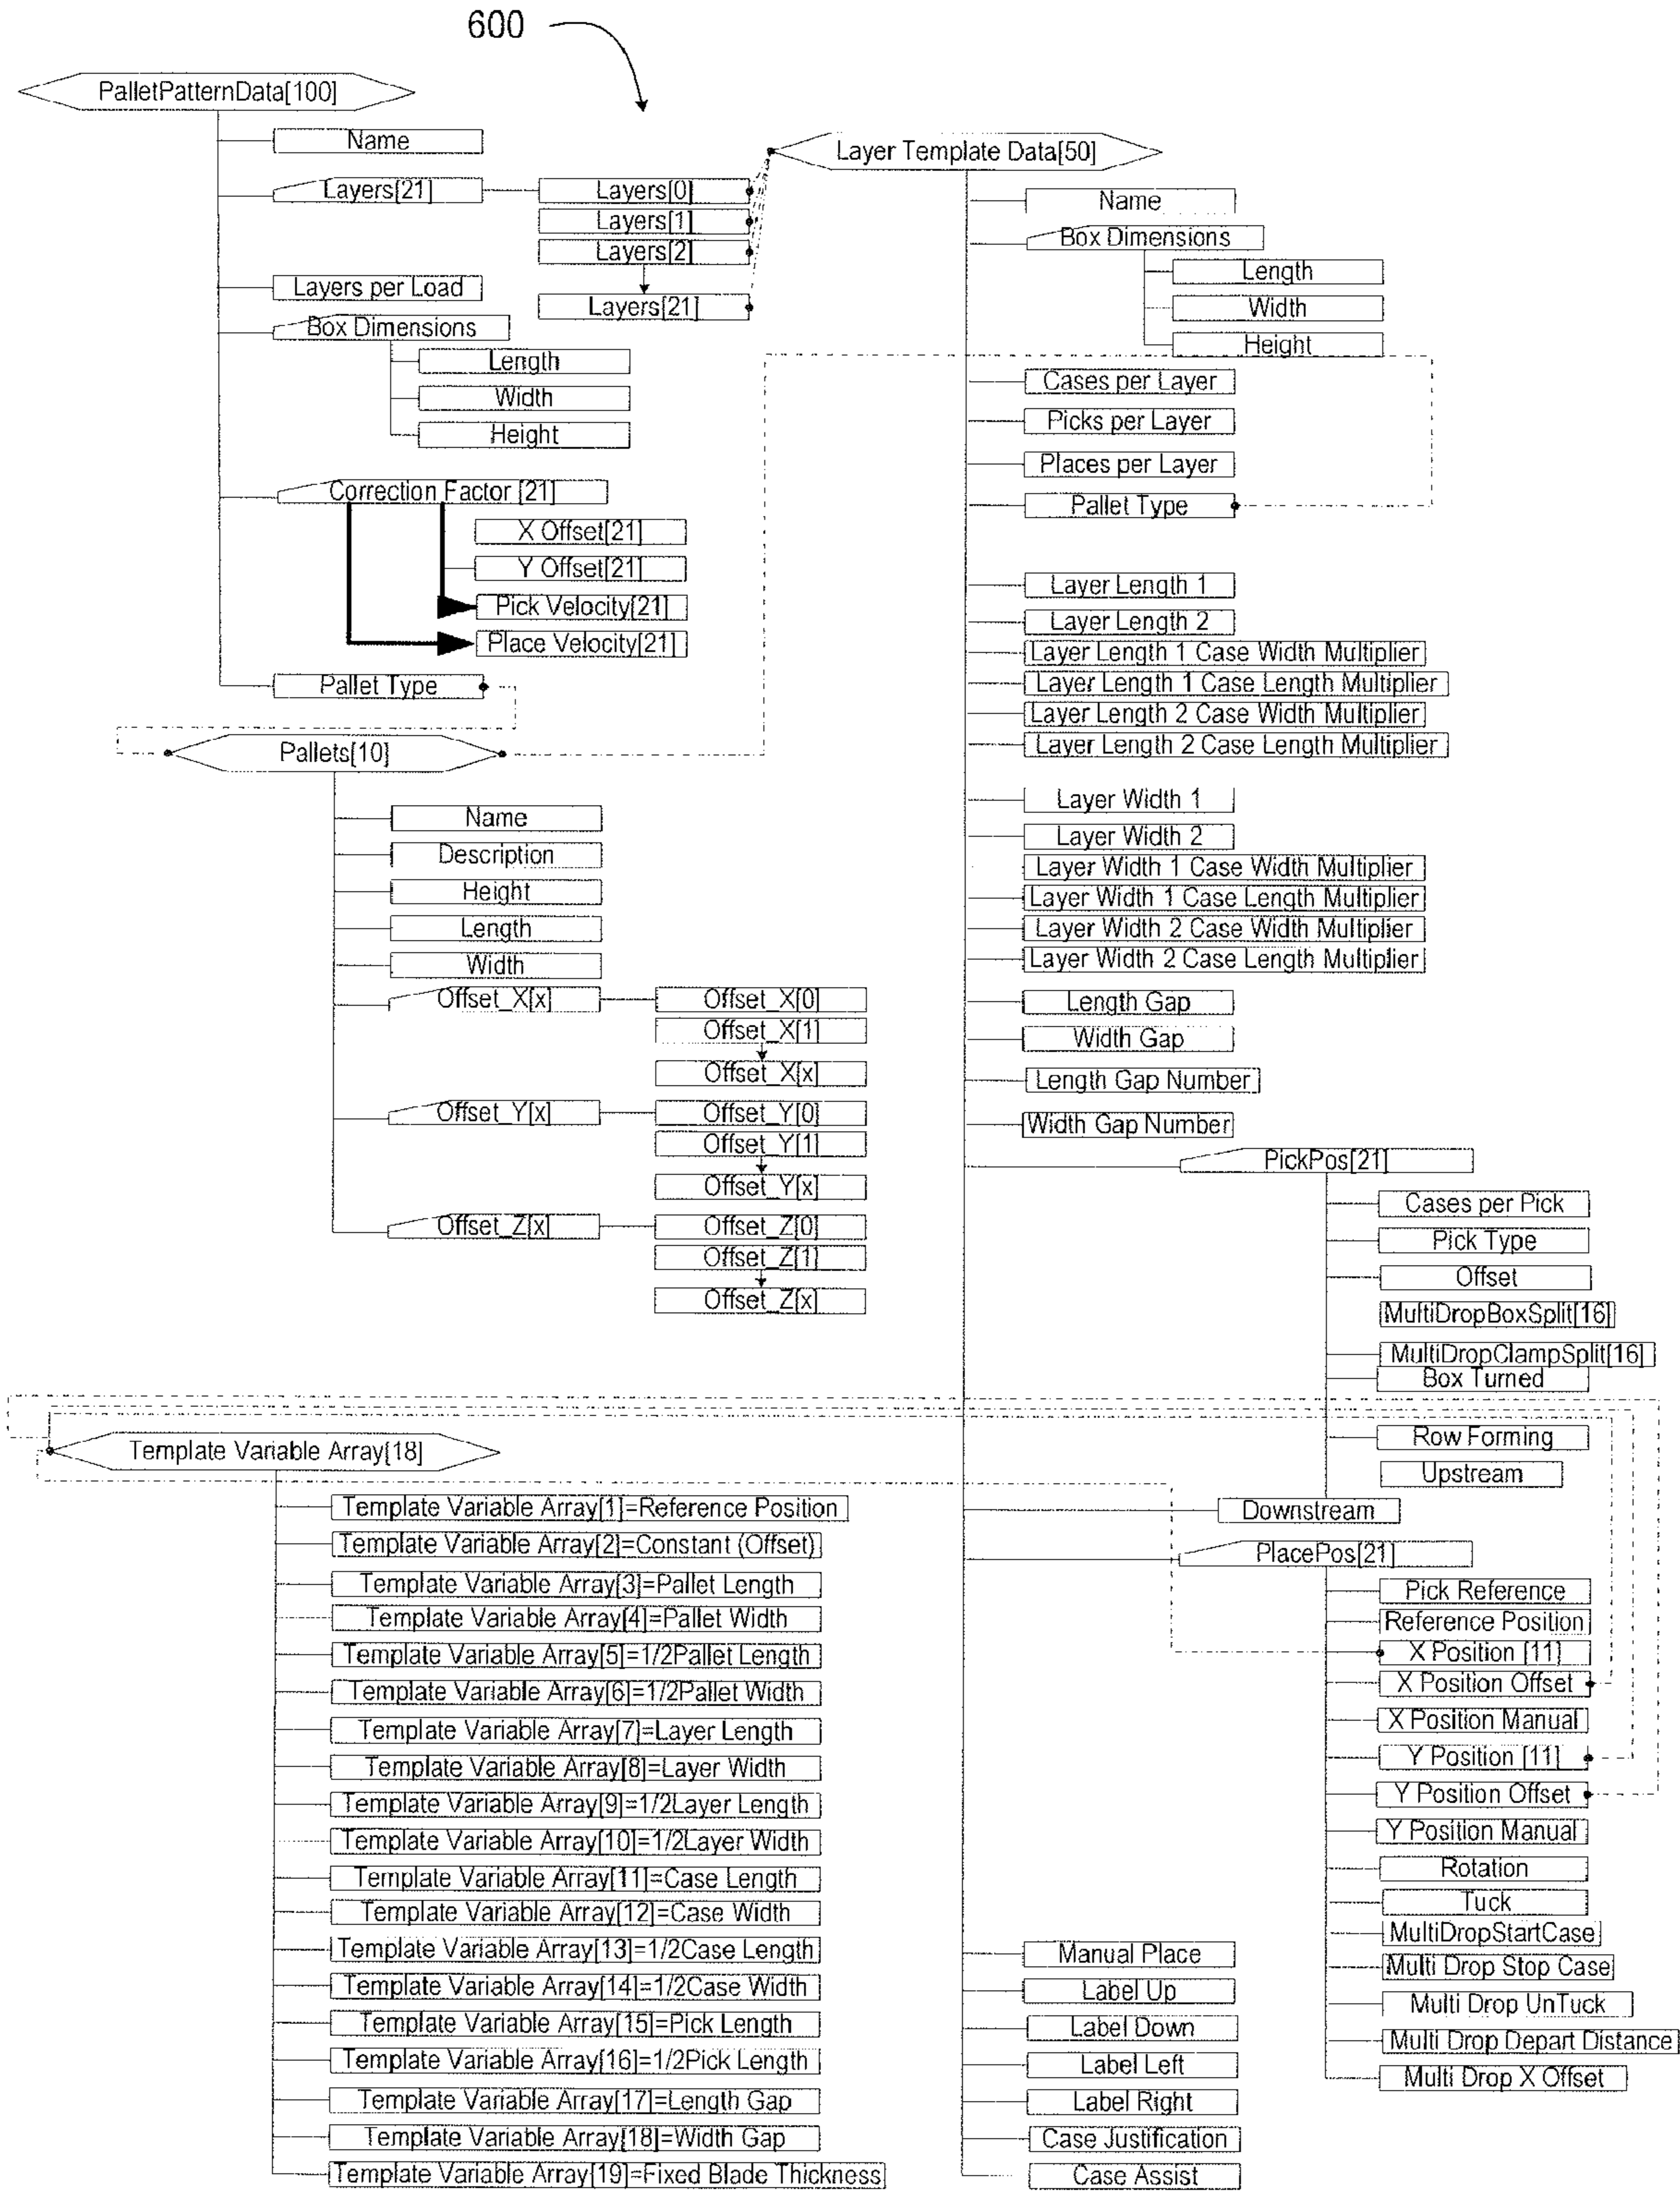 600
PalletPatternData[100]
Name
Layers[21]
Layers[0]
Layers[1]
Layers[2]
Layers[21]
Layers per Load
Box Dimensions
Length
Width
Height
Correction Factor [21]
X Offset[21]
Y Offset[21]
Pick Velocity[21]
Place Velocity[21]
Pallet Type
Pallets[10]
Name
Description
Height
Length
Width
Offset_X[x]
Offset_X[0]
Offset_X[1]
Offset_X[x]
Offset_Y[x]
Offset_Y[0]
Offset_Y[1]
Offset_Y[x]
Offset_Z[x]
Offset_Z[0]
Offset_Z[1]
Offset_Z[x]
Template Variable Array[18]
Template Variable Array[1]=Reference Position
Template Variable Array[2]=Constant (Offset)
Template Variable Array[3]=Pallet Length
Template Variable Array[4]=Pallet Width
Template Variable Array[5]=1/2Pallet Length
Template Variable Array[6]=1/2Pallet Width
Template Variable Array[7]=Layer Length
Template Variable Array[8]=Layer Width
Template Variable Array[9]=1/2Layer Length
Template Variable Array[10]=1/2Layer Width
Template Variable Array[11]=Case Length
Template Variable Array[12]=Case Width
Template Variable Array[13]=1/2Case Length
Template Variable Array[14]=1/2Case Width
Template Variable Array[15]=Pick Length
Template Variable Array[16]=1/2Pick Length
Template Variable Array[17]=Length Gap
Template Variable Array[18]=Width Gap
Template Variable Array[19]=Fixed Blade Thickness
Layer Template Data[50]
Name
Box Dimensions
Length
Width
Height
Cases per Layer
Picks per Layer
Places per Layer
Pallet Type
Layer Length 1
Layer Length 2
Layer Length 1 Case Width Multiplier
Layer Length 1 Case Length Multiplier
Layer Length 2 Case Width Multiplier
Layer Length 2 Case Length Multiplier
Layer Width 1
Layer Width 2
Layer Width 1 Case Width Multiplier
Layer Width 1 Case Length Multiplier
Layer Width 2 Case Width Multiplier
Layer Width 2 Case Length Multiplier
Length Gap
Width Gap
Length Gap Number
Width Gap Number
PickPos[21]
Cases per Pick
Pick Type
Offset
MultiDropBoxSplit[16]
MultiDropClampSplit[16]
Box Turned
Row Forming
Upstream
Downstream
PlacePos[21]
Pick Reference
Reference Position
X Position [11]
X Position Offset
X Position Manual
Y Position [11]
Y Position Offset
Y Position Manual
Rotation
Tuck
MultiDropStartCase
Multi Drop Stop Case
Multi Drop UnTuck
Multi Drop Depart Distance
Multi Drop X Offset
Manual Place
Label Up
Label Down
Label Left
Label Right
Case Justification
Case Assist